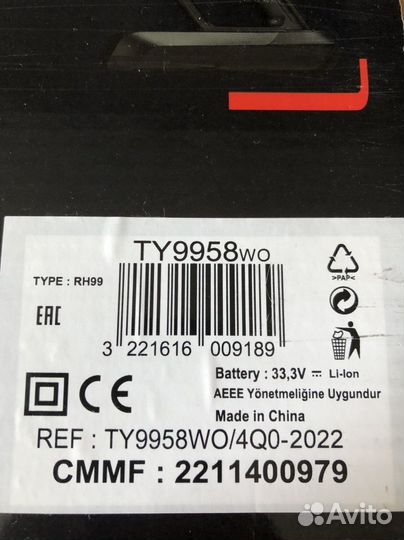 TY9958WO
PAP
TYPE : RH99
EAC
3 221616 009189
Battery : 33,3V Li-Ion
AEEE Yönetmeliğine Uygundur
CE
Made in China
REF : TY9958WO/4Q0-2022
CMMF : 2211400979
Avito